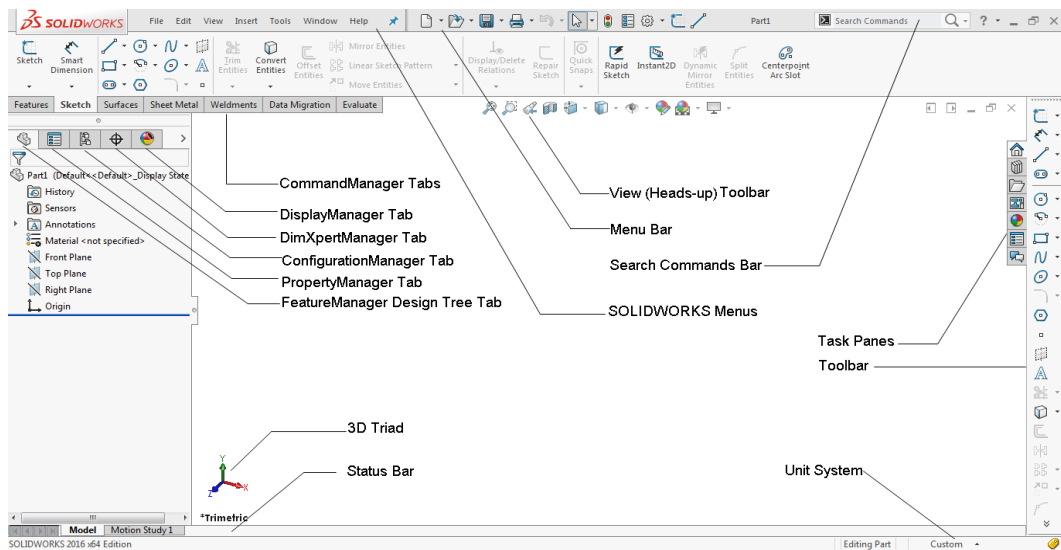 SOLIDWORKS File Edit View Insert Tools Window Help Part1 Search Commands ?
Sketch Smart Dimension Trim Entities Convert Entities Offset Entities Mirror Entities Linear Sketch Pattern Move Entities Display/Delete Relations Repair Sketch Quick Snaps Rapid Sketch Instant2D Dynamic Mirror Entities Split Entities Centerpoint Arc Slot
Features Sketch Surfaces Sheet Metal Weldments Data Migration Evaluate
Part1 (Default<<Default>_Display State
History
Sensors
Annotations
Material <not specified>
Front Plane
Top Plane
Right Plane
Origin
CommandManager Tabs
DisplayManager Tab
DimXpertManager Tab
ConfigurationManager Tab
PropertyManager Tab
FeatureManager Design Tree Tab
View (Heads-up) Toolbar
Menu Bar
Search Commands Bar
SOLIDWORKS Menus
Task Panes
Toolbar
3D Triad
Status Bar
Unit System
Y
Z X
*Trimetric
Model Motion Study 1
SOLIDWORKS 2016 x64 Edition Editing Part Custom